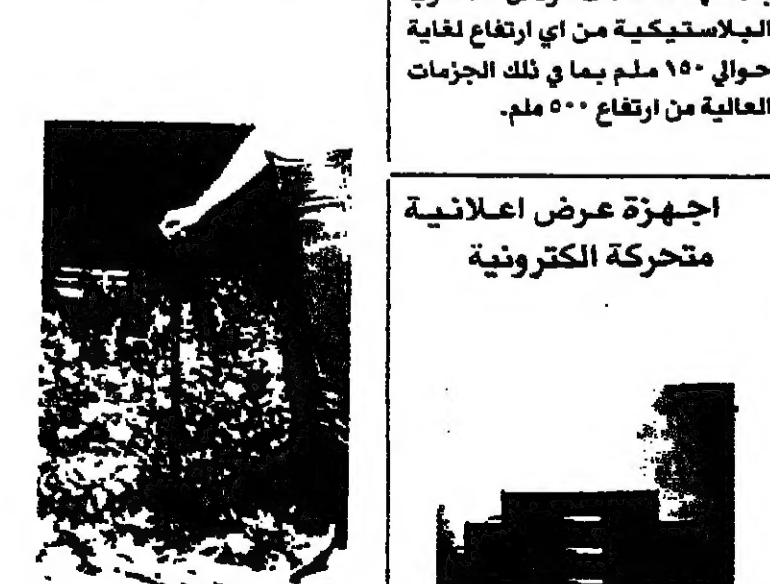 البلاستيكية من اي ارتفاع لغاية
حوالي ١٥٠ ملم بما في ذلك الجزمات
العالية من ارتفاع ٥٠٠ ملم.
اجهزة عرض اعلانية
متحركة الكترونية